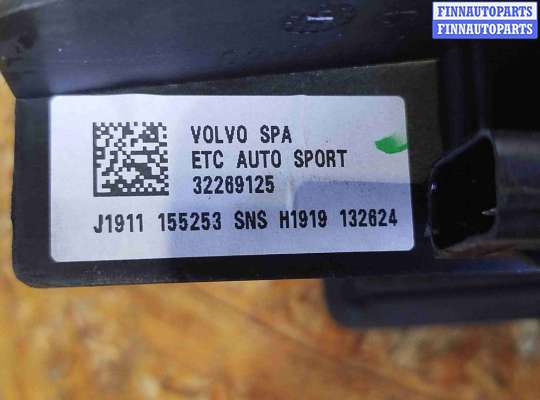 FINNAUTOPARTS
FINNAUTOPARTS
VOLVO SPA
ETC AUTO SPORT
32269125
J1911 155253 SNS H1919 132624